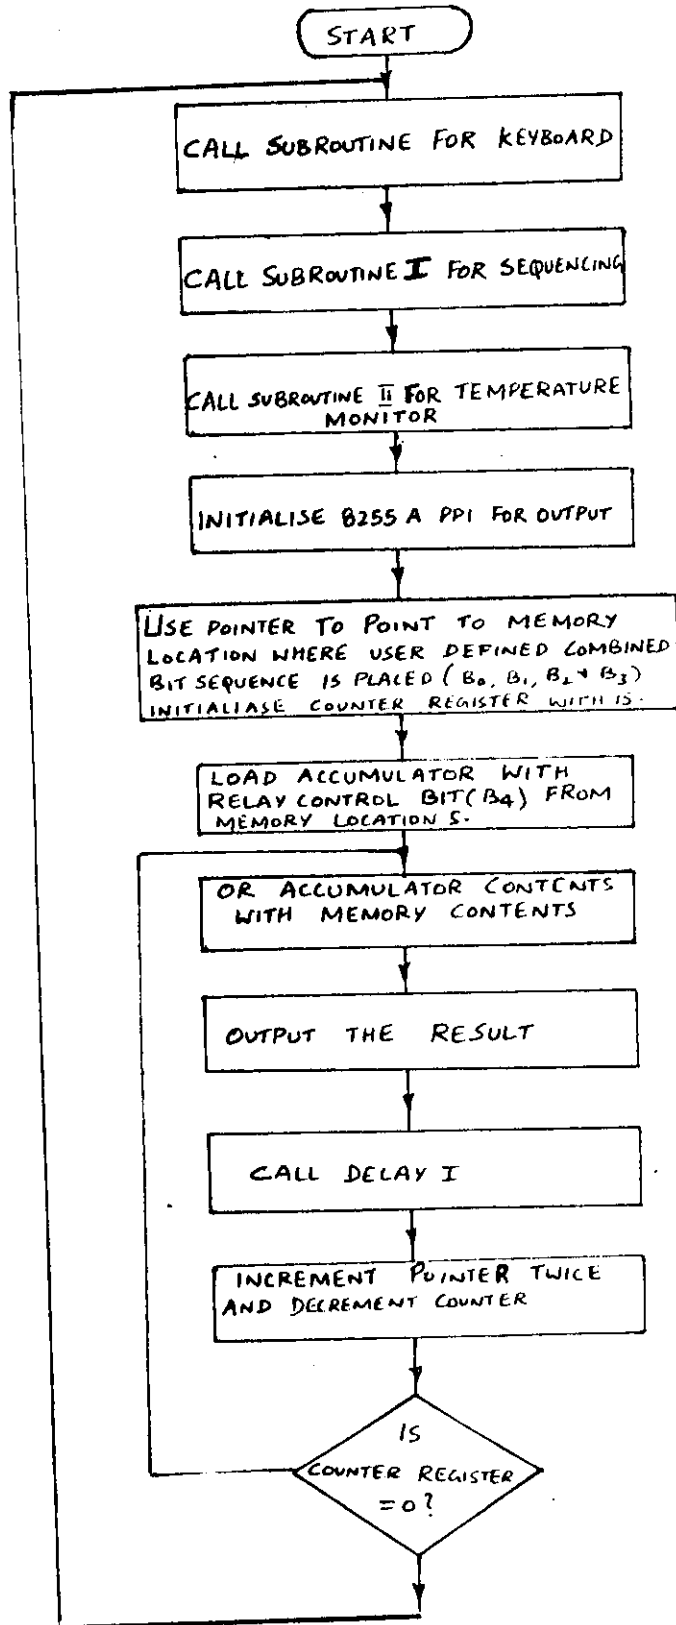 START
CALL SUBROUTINE FOR KEYBOARD
CALL SUBROUTINE I FOR SEQUENCING
CALL SUBROUTINE II FOR TEMPERATURE
MONITOR
INITIALISE 8255 A PPI FOR OUTPUT
USE POINTER TO POINT TO MEMORY
LOCATION WHERE USER DEFINED COMBINED
BIT SEQUENCE IS PLACED (B0, B1, B2 & B3)
INITIALIASE COUNTER REGISTER WITH 15.
LOAD ACCUMULATOR WITH
RELAY CONTROL BIT (B4) FROM
MEMORY LOCATION S.
OR ACCUMULATOR CONTENTS
WITH MEMORY CONTENTS
OUTPUT THE RESULT
CALL DELAY I
INCREMENT POINTER TWICE
AND DECREMENT COUNTER
IS
COUNTER REGISTER
=0?